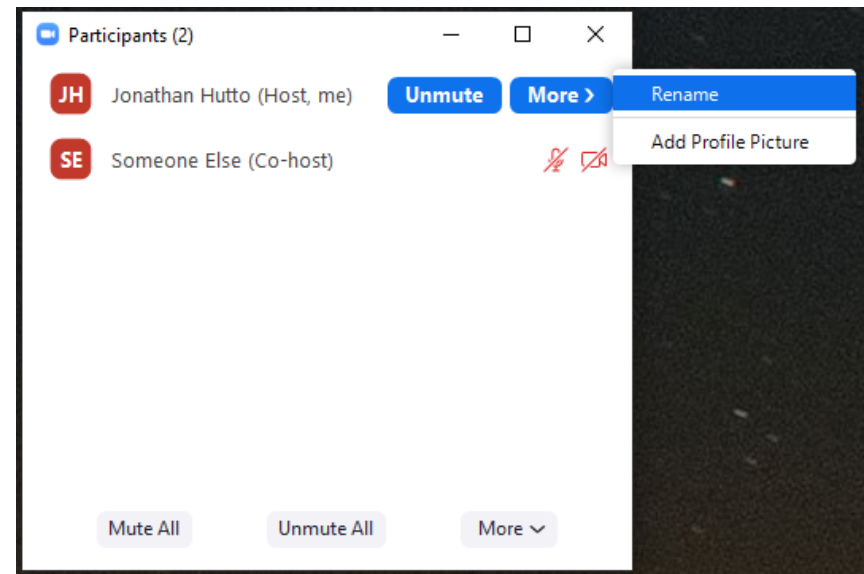 Participants (2)
JH Jonathan Hutto (Host, me) Unmute More >
Rename
SE Someone Else (Co-host)
Add Profile Picture
Mute All Unmute All More